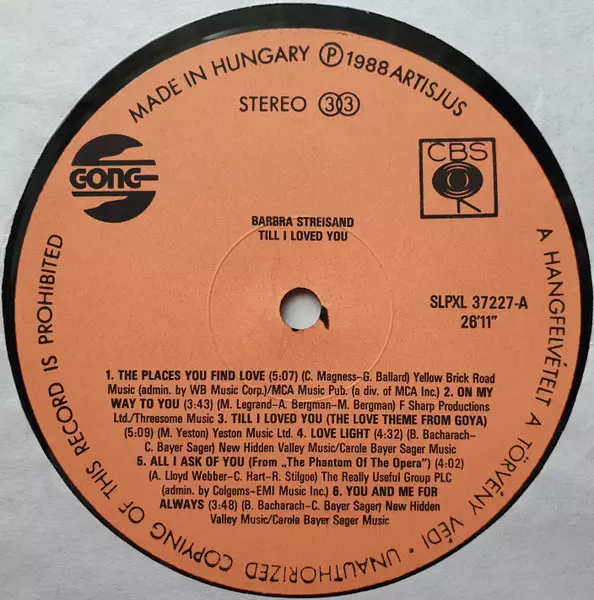 MADE IN HUNGARY Ⓟ 1988 ARTISJUS
STEREO 33
GONG
CBS
BARBRA STREISAND
TILL I LOVED YOU
SLPXL 37227-A
26'11"
1. THE PLACES YOU FIND LOVE (5:07) (C. Magness–G. Ballard) Yellow Brick Road
Music (admin. by WB Music Corp.)/MCA Music Pub. (a div. of MCA Inc.) 2. ON MY
WAY TO YOU (3:43) (M. Legrand–A. Bergman–M. Bergman) F Sharp Productions
Ltd./Threesome Music 3. TILL I LOVED YOU (THE LOVE THEME FROM GOYA)
(5:09) (M. Yeston) Yeston Music Ltd. 4. LOVE LIGHT (4:32) (B. Bacharach–
C. Bayer Sager) New Hidden Valley Music/Carole Bayer Sager Music
5. ALL I ASK OF YOU (From „The Phantom Of The Opera") (4:02)
(A. Lloyd Webber–C. Hart–R. Stilgoe) The Really Useful Group PLC
(admin. by Colgems-EMI Music Inc.) 6. YOU AND ME FOR
ALWAYS (3:48) (B. Bacharach–C. Bayer Sager) New Hidden
Valley Music/Carole Bayer Sager Music
A HANGFELVÉTELT A TÖRVÉNY VÉDI • UNAUTHORIZED COPYING OF THIS RECORD IS PROHIBITED